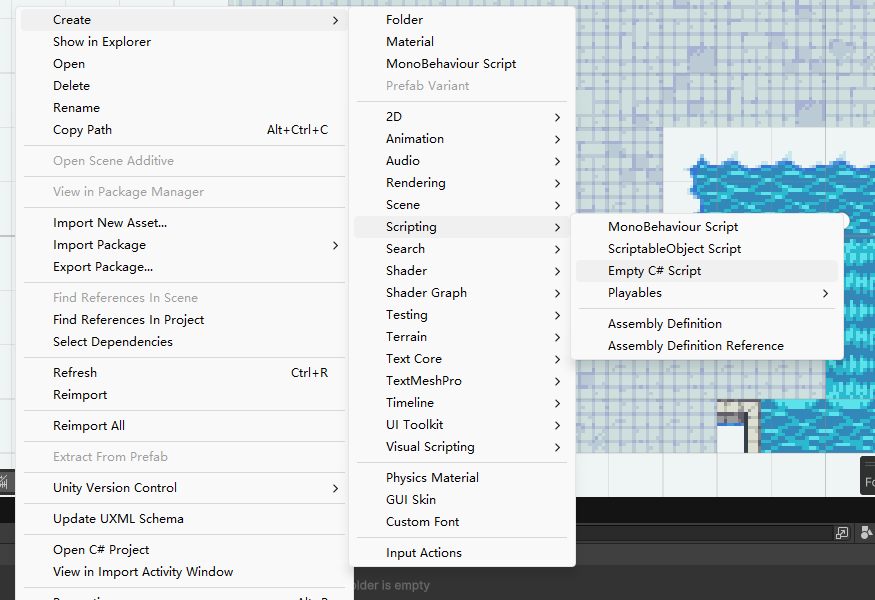 Create
Show in Explorer
Open
Delete
Rename
Copy Path Alt+Ctrl+C
Open Scene Additive
View in Package Manager
Import New Asset...
Import Package
Export Package...
Find References In Scene
Find References In Project
Select Dependencies
Refresh Ctrl+R
Reimport
Reimport All
Extract From Prefab
Unity Version Control
Update UXML Schema
Open C# Project
View in Import Activity Window
Folder
Material
MonoBehaviour Script
Prefab Variant
2D
Animation
Audio
Rendering
Scene
Scripting
Search
Shader
Shader Graph
Testing
Terrain
Text Core
TextMeshPro
Timeline
UI Toolkit
Visual Scripting
Physics Material
GUI Skin
Custom Font
Input Actions
MonoBehaviour Script
ScriptableObject Script
Empty C# Script
Playables
Assembly Definition
Assembly Definition Reference
is empty